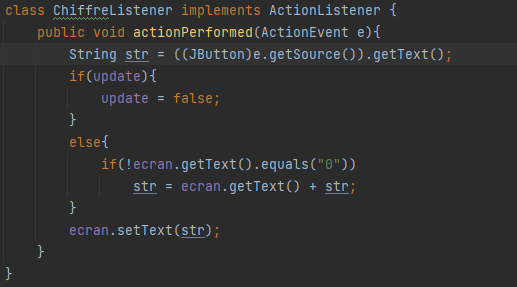 class ChiffreListener implements ActionListener {
    public void actionPerformed(ActionEvent e){
        String str = ((JButton)e.getSource()).getText();
        if(update){
            update = false;
        }
        else{
            if(!ecran.getText().equals("0"))
                str = ecran.getText() + str;
        }
        ecran.setText(str);
    }
}